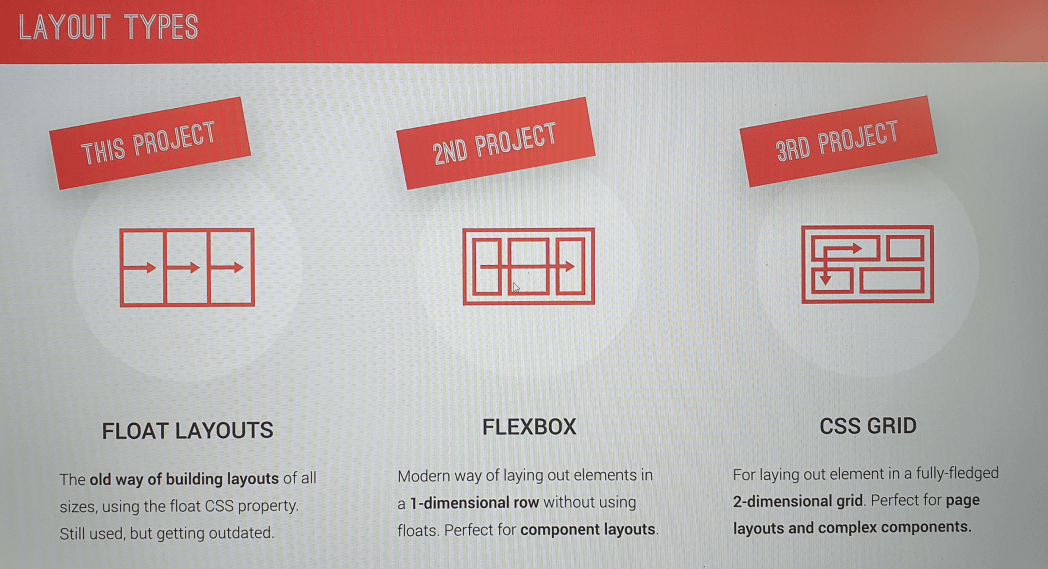 LAYOUT TYPES
THIS PROJECT
2ND PROJECT
3RD PROJECT
FLOAT LAYOUTS
The old way of building layouts of all
sizes, using the float CSS property.
Still used, but getting outdated.
FLEXBOX
Modern way of laying out elements in
a 1-dimensional row without using
floats. Perfect for component layouts.
CSS GRID
For laying out element in a fully-fledged
2-dimensional grid. Perfect for page
layouts and complex components.